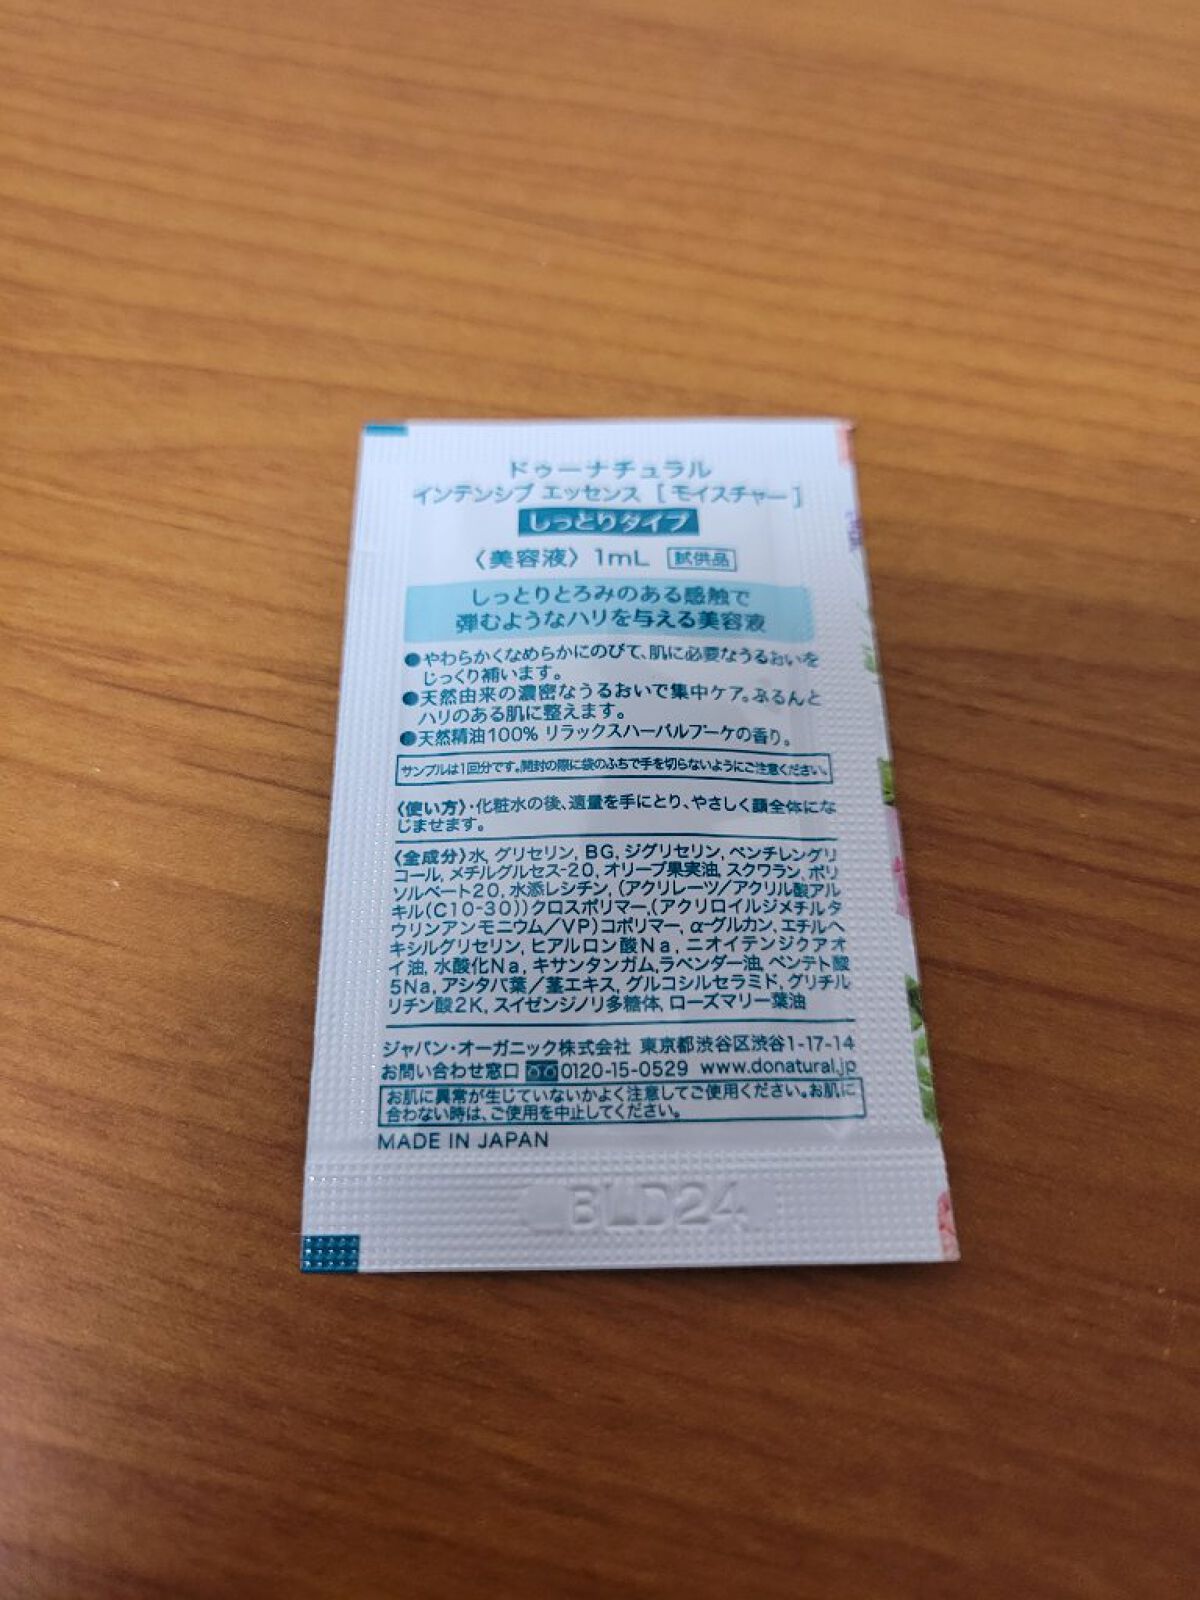 ドゥーナチュラル
インテンシブ エッセンス [モイスチャー]
しっとりタイプ
〈美容液〉1mL 試供品
しっとりとろみのある感触で
弾むようなハリを与える美容液
●やわらかくなめらかにのびて、肌に必要なうるおいを
じっくり補います。
●天然由来の濃密なうるおいで集中ケア。ぷるんと
ハリのある肌に整えます。
●天然精油100% リラックスハーバルブーケの香り。
サンプルは1回分です。開封の際に袋のふちで手を切らないようにご注意ください。
〈使い方〉・化粧水の後、適量を手にとり、やさしく顔全体にな
じませます。
〈全成分〉水, グリセリン, BG, ジグリセリン, ペンチレングリ
コール, メチルグルセス-20, オリーブ果実油, スクワラン, ポリ
ソルベート20, 水添レシチン, (アクリレーツ/アクリル酸アル
キル(C10-30))クロスポリマー, (アクリロイルジメチルタ
ウリンアンモニウム/VP)コポリマー, α-グルカン, エチルヘ
キシルグリセリン, ヒアルロン酸Na, ニオイテンジクアオ
イ油, 水酸化Na, キサンタンガム, ラベンダー油, ペンテト酸
5Na, アシタバ葉/茎エキス, グルコシルセラミド, グリチル
リチン酸2K, スイゼンジノリ多糖体, ローズマリー葉油
ジャパン・オーガニック株式会社 東京都渋谷区渋谷1-17-14
お問い合わせ窓口 0120-15-0529 www.donatural.jp
お肌に異常が生じていないかよく注意してご使用ください。お肌に
合わない時は、ご使用を中止してください。
MADE IN JAPAN
BLD24